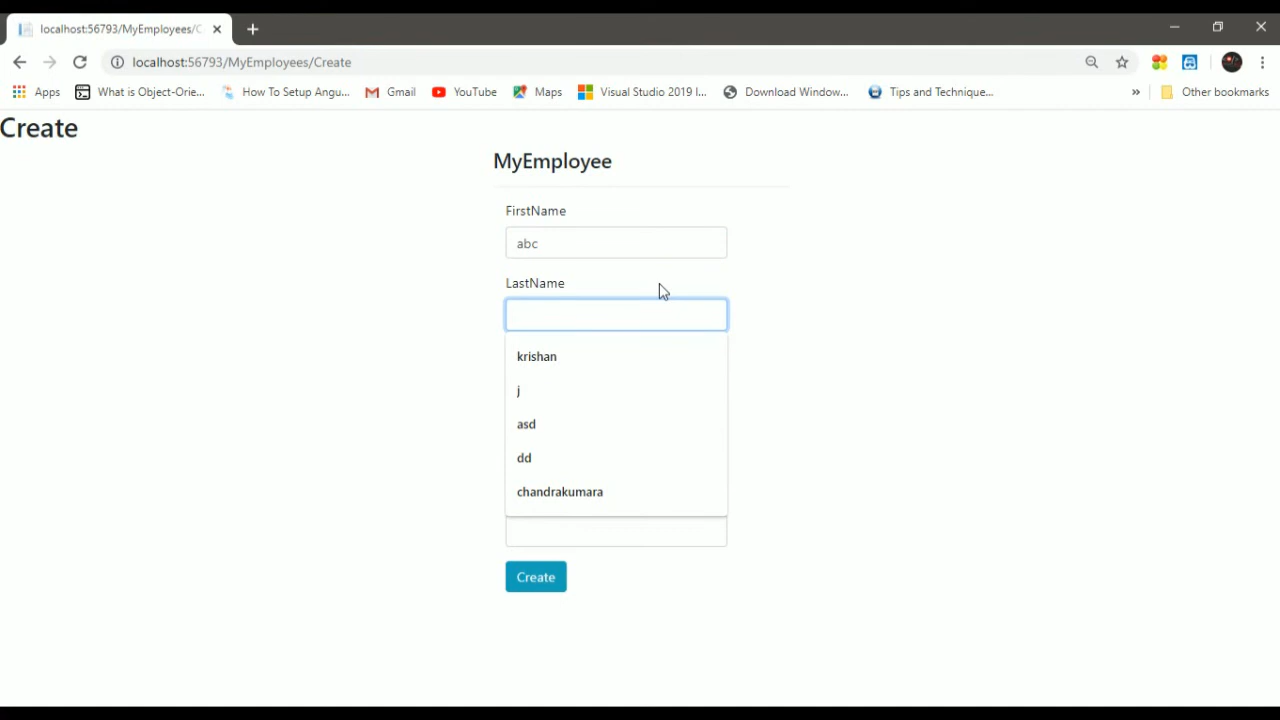 localhost:56793/MyEmployees/C
localhost:56793/MyEmployees/Create
Apps What is Object-Orie... How To Setup Angu... Gmail YouTube Maps Visual Studio 2019 I... Download Window... Tips and Technique... » Other bookmarks
Create
MyEmployee
FirstName
abc
LastName
krishan
j
asd
dd
chandrakumara
Create